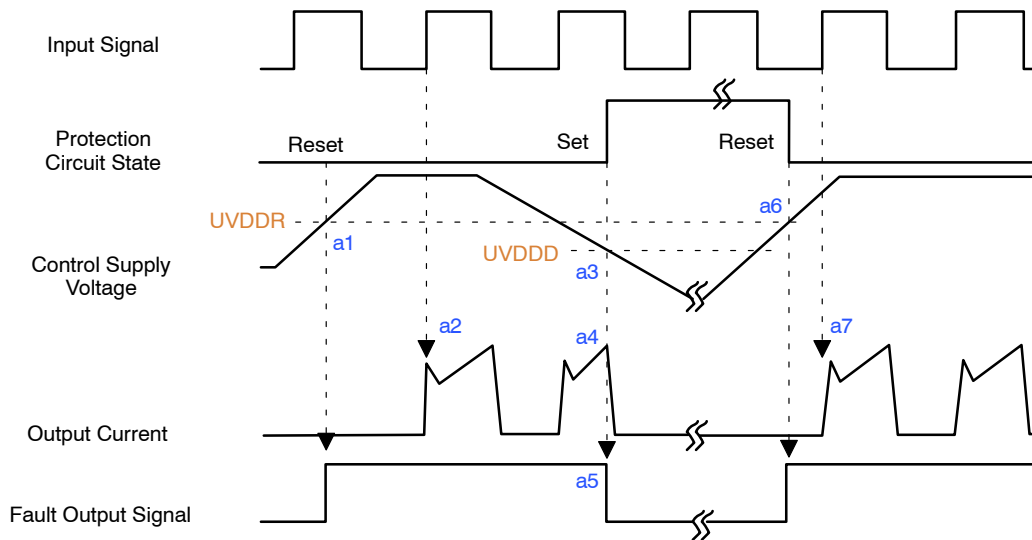 Input Signal
Protection
Circuit State
Reset
Set
Reset
UVDDR
a1
a6
UVDDD
a3
Control Supply
Voltage
a2
a4
a7
Output Current
a5
Fault Output Signal